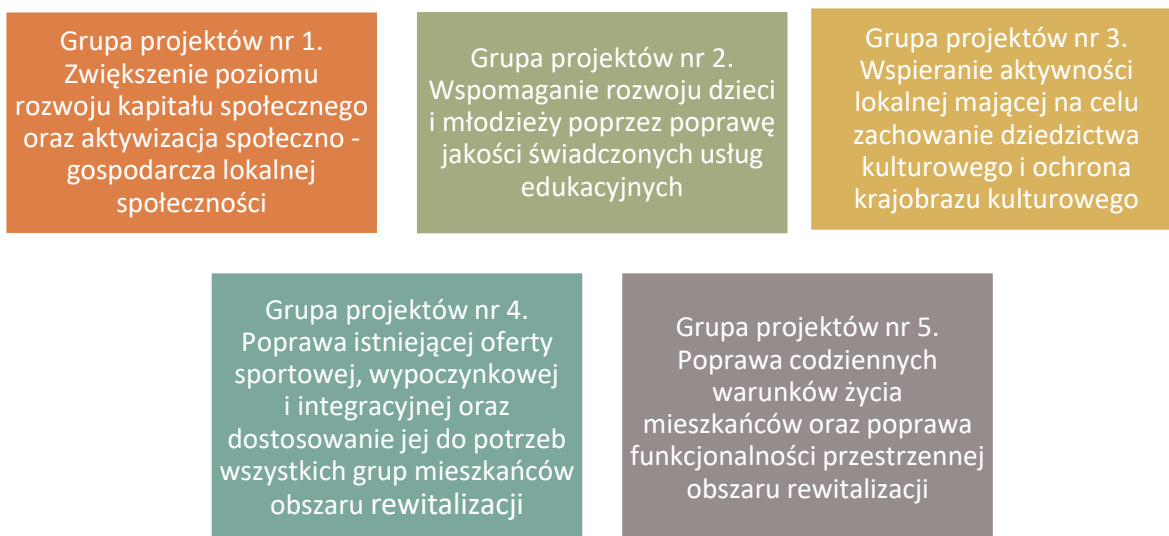 Grupa projektów nr 1.
Zwiększenie poziomu
rozwoju kapitału społecznego
oraz aktywizacja społeczno -
gospodarcza lokalnej
społeczności
Grupa projektów nr 2.
Wspomaganie rozwoju dzieci
i młodzieży poprzez poprawę
jakości świadczonych usług
edukacyjnych
Grupa projektów nr 3.
Wspieranie aktywności
lokalnej mającej na celu
zachowanie dziedzictwa
kulturowego i ochrona
krajobrazu kulturowego
Grupa projektów nr 4.
Poprawa istniejącej oferty
sportowej, wypoczynkowej
i integracyjnej oraz
dostosowanie jej do potrzeb
wszystkich grup mieszkańców
obszaru rewitalizacji
Grupa projektów nr 5.
Poprawa codziennych
warunków życia
mieszkańców oraz poprawa
funkcjonalności przestrzennej
obszaru rewitalizacji